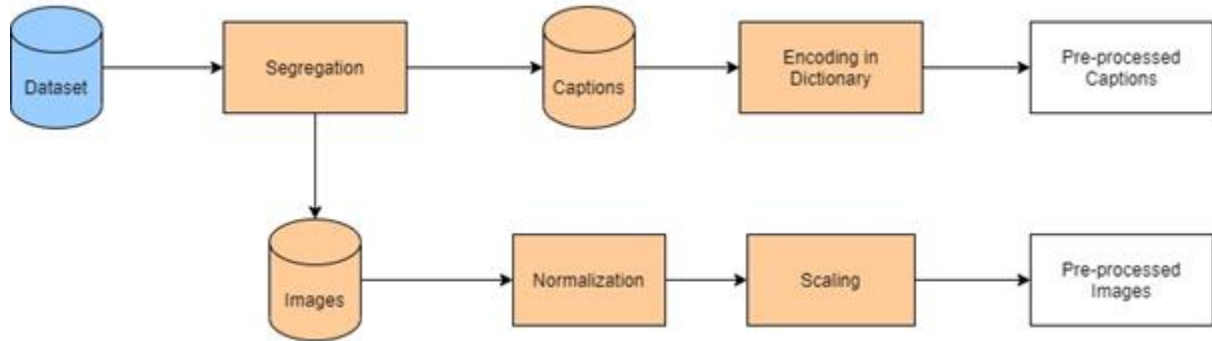 Dataset
Segregation
Captions
Encoding in
Dictionary
Pre-processed
Captions
Images
Normalization
Scaling
Pre-processed
Images